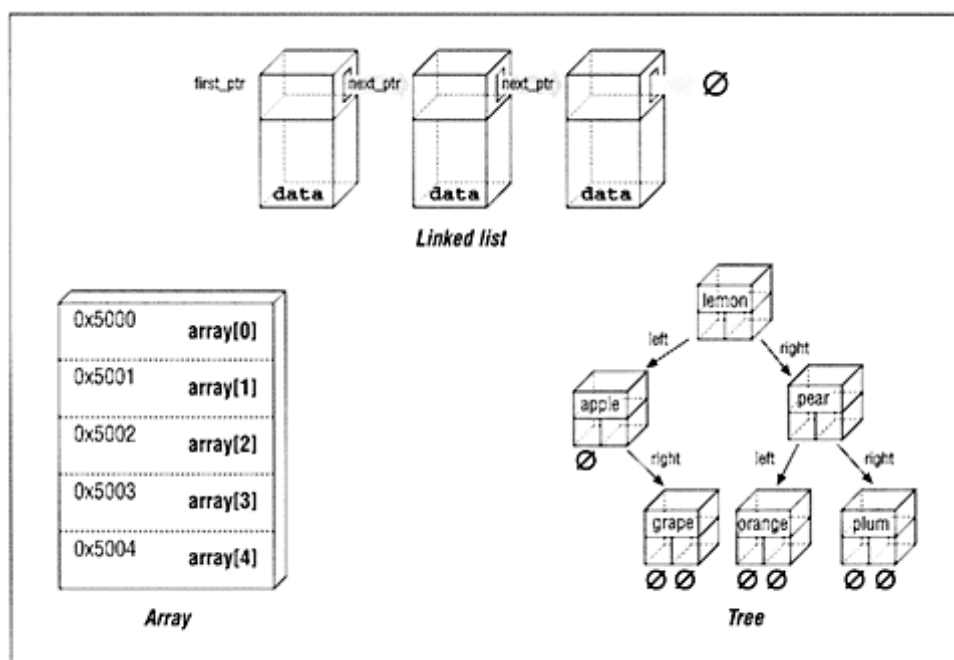 first_ptr next_ptr next_ptr Ø
data data data
Linked list
0x5000 array[0]
0x5001 array[1]
0x5002 array[2]
0x5003 array[3]
0x5004 array[4]
Array
lemon
left right
apple pear
Ø
right left right
grape orange plum
Ø Ø Ø Ø Ø Ø
Tree